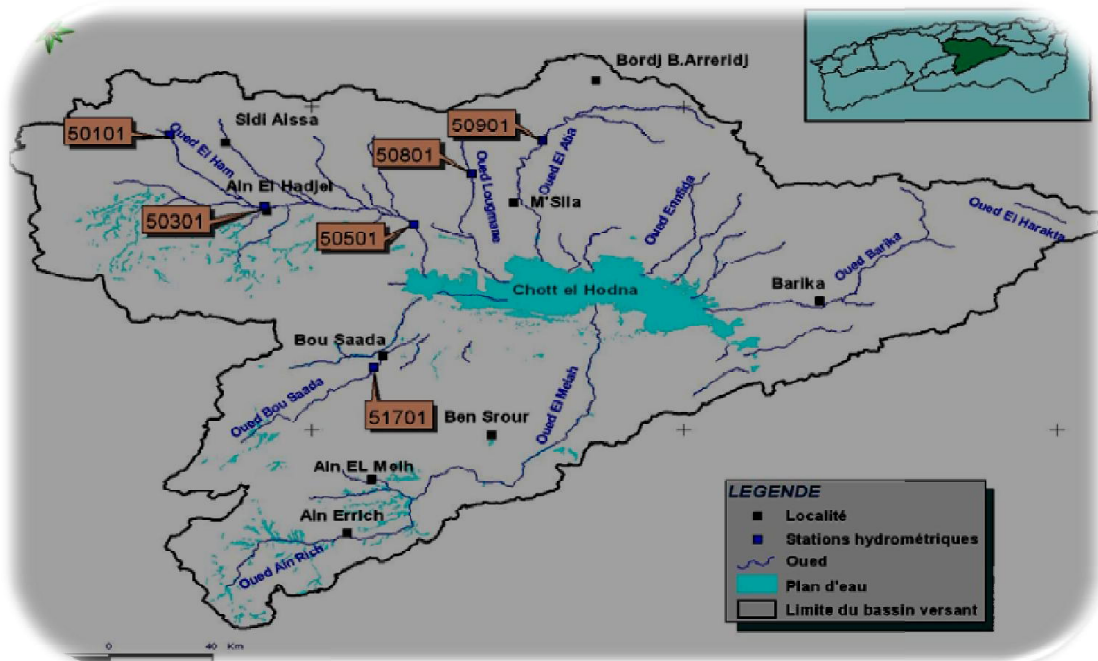 Bordj B.Arreridj
50901
Sidi Aissa
50101
Oued El Ham
50801
Oued El Aba
Oued Lougmane
Ain El Hadjel
M'Sila
Oued Ennfida
50301
50501
Oued El Harakta
Oued Barika
Chott el Hodna
Barika
Bou Saada
Oued Bou Saada
51701
Ben Srour
Oued El Melah
Ain EL Melh
Ain Errich
Oued Ain Rich
LEGENDE
Localité
Stations hydrométriques
Oued
Plan d'eau
Limite du bassin versant
0 40 Km